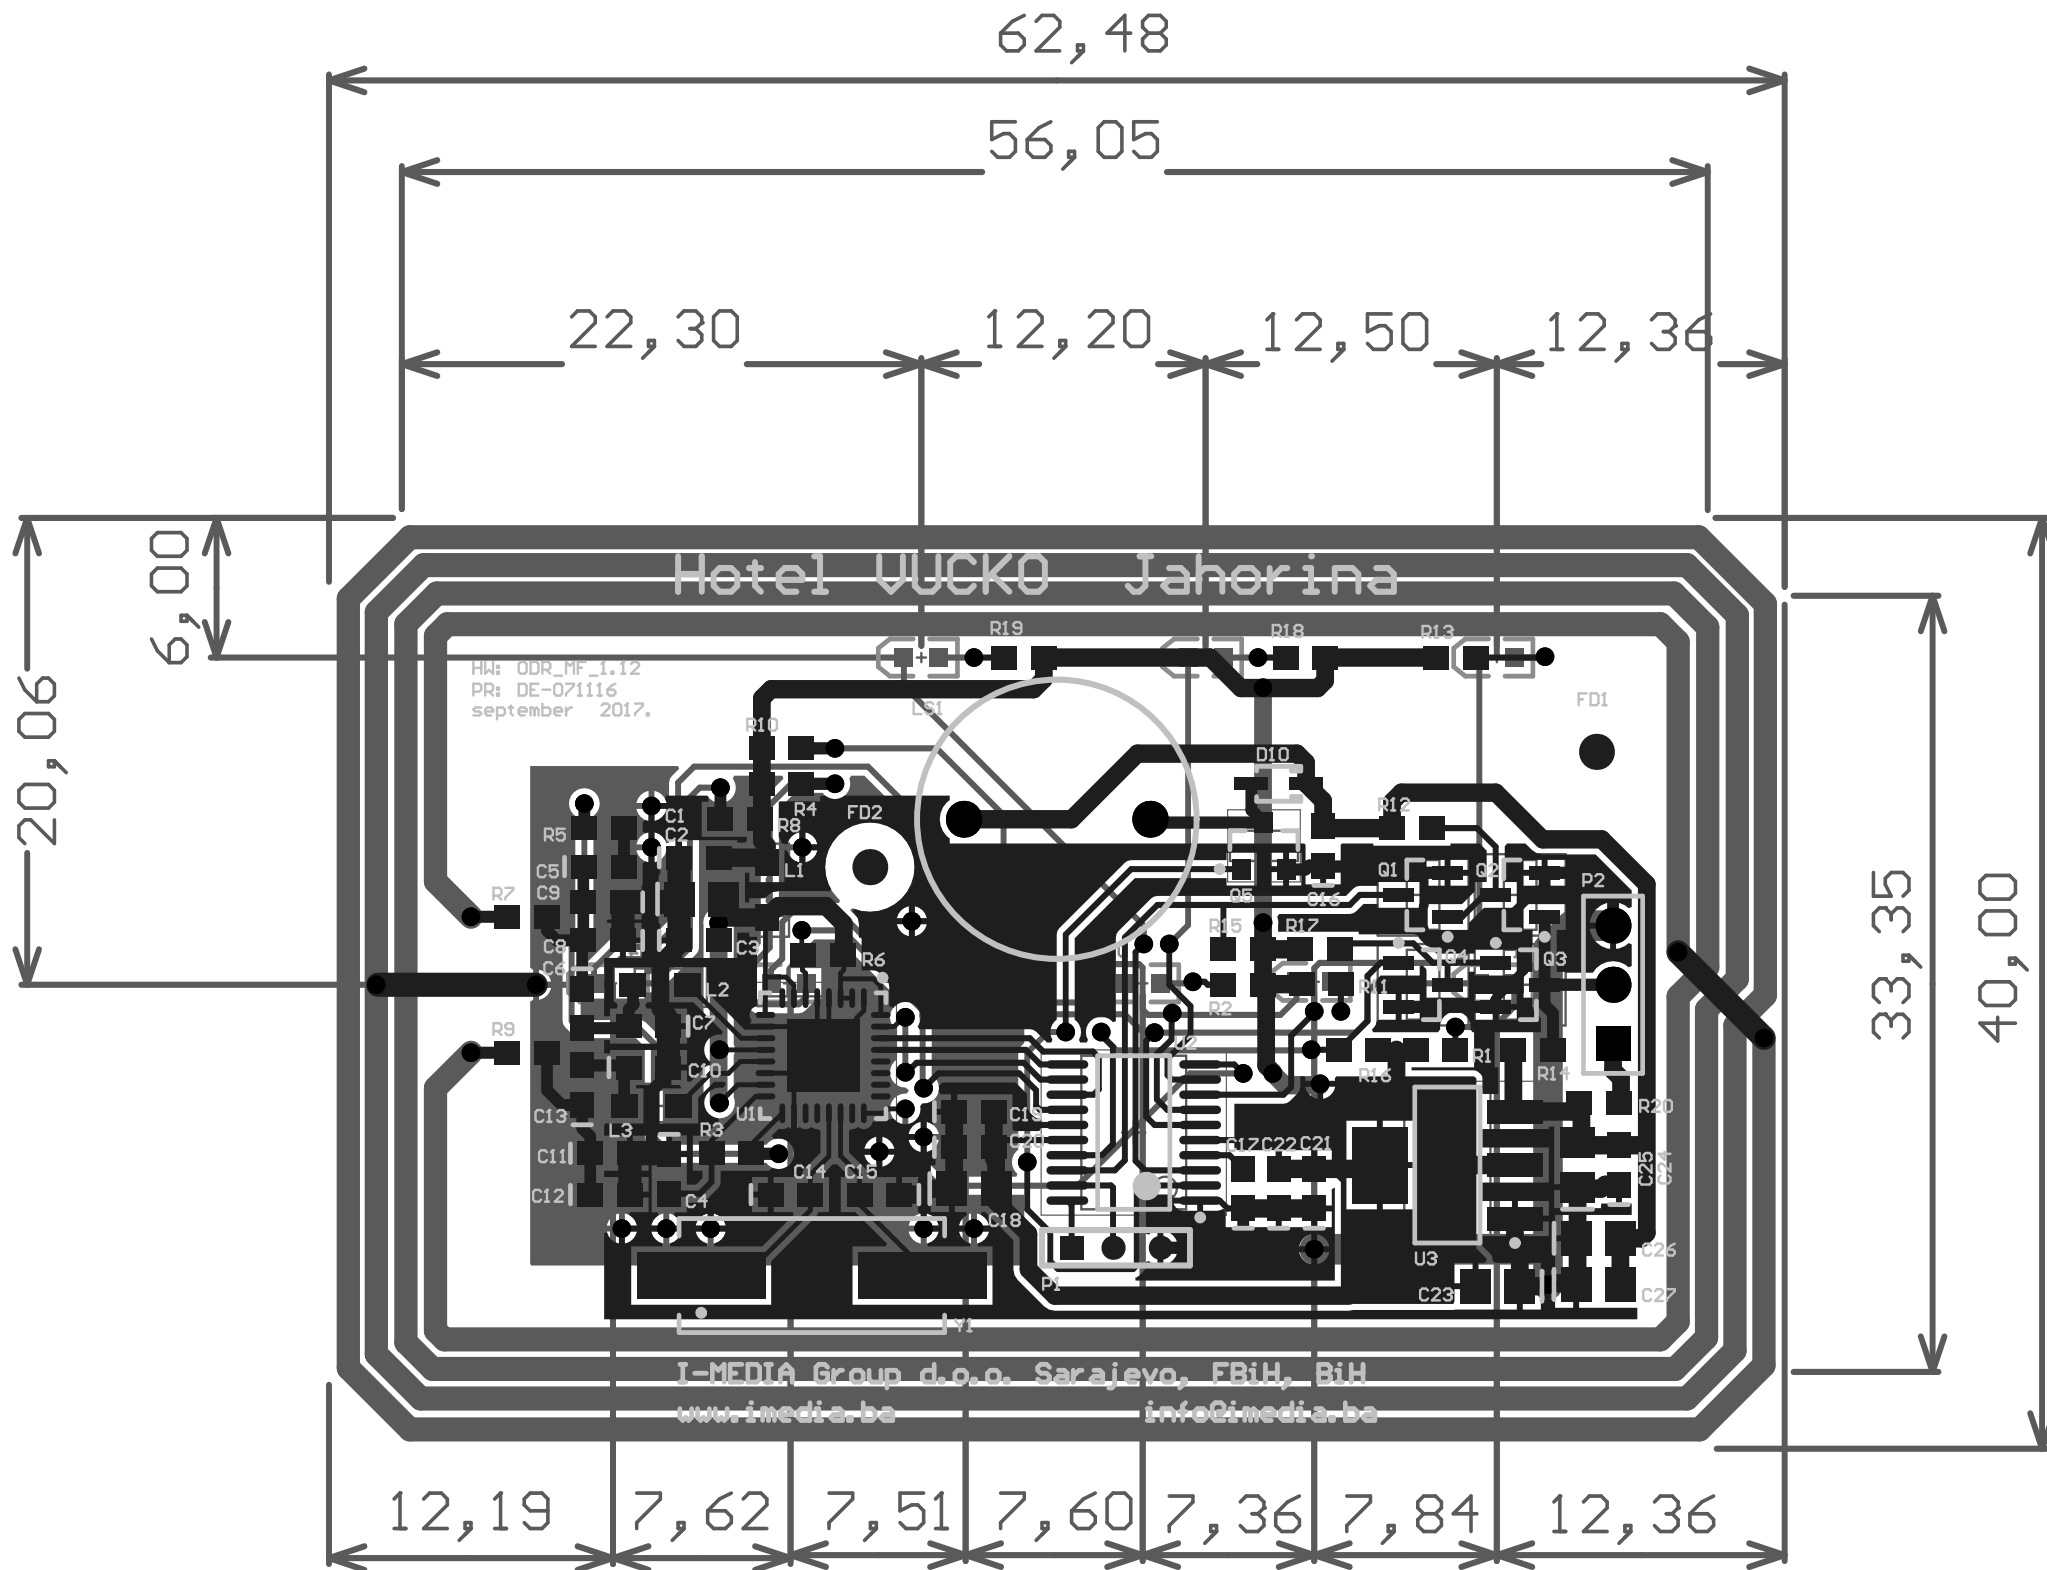 62,48
56,05
22,30 12,20 12,50 12,36
6,00
20,06
33,35
40,00
Hotel VUCKO Jahorina
R19 R18 R13
HW: ODR_MF_1.12
PR: DE-071116
september 2017.
LS1 FD1
R10
D10
R4 FD2 R12
C1
R5 C2 R8
C5 L1 Q1 Q2 P2
R7 C9 Q5 C16
R15 R17
C8 C3 R6 Q4 Q3
C6 L2 R11
R9 C7 U2
C10 R16 R1 R14
C13 U1 C19 R20
L3 R3 C20
C11 C14 C15 C17 C22 C21 C25 C24
C12 C4 C18
P1 U3 C26
C23 C27
Y1
I-MEDIA Group d.o.o. Sarajevo, FBiH, BiH
www.imedia.ba info@imedia.ba
12,19 7,62 7,51 7,60 7,36 7,84 12,36